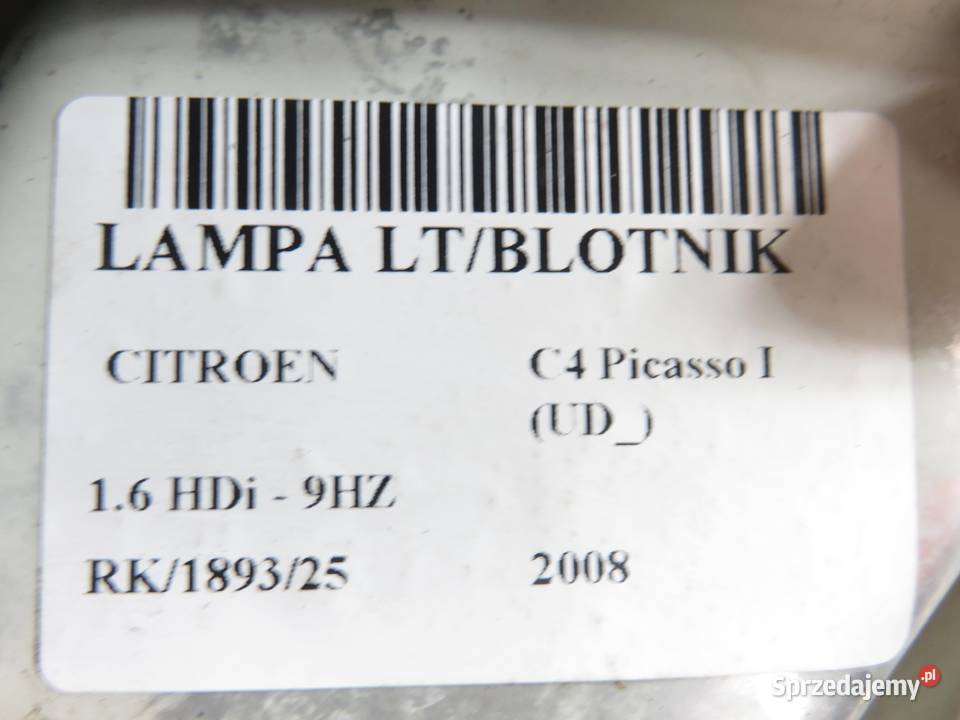 LAMPA LT/BLOTNIK
CITROEN C4 Picasso I
(UD_)
1.6 HDi - 9HZ
RK/1893/25 2008
Sprzedajemy.pl